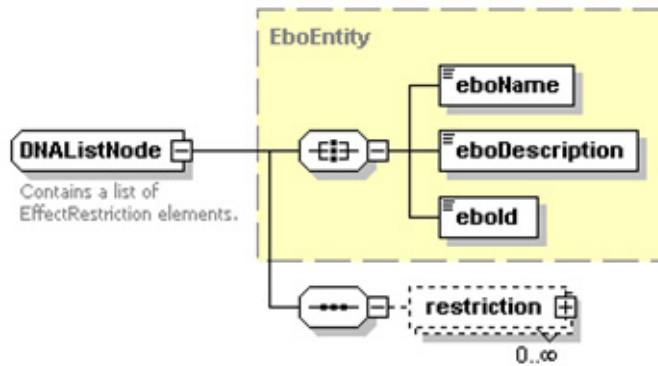 EboEntity
eboName
DNAListNode
eboDescription
Contains a list of
EffectRestriction elements.
eboId
restriction
0..∞